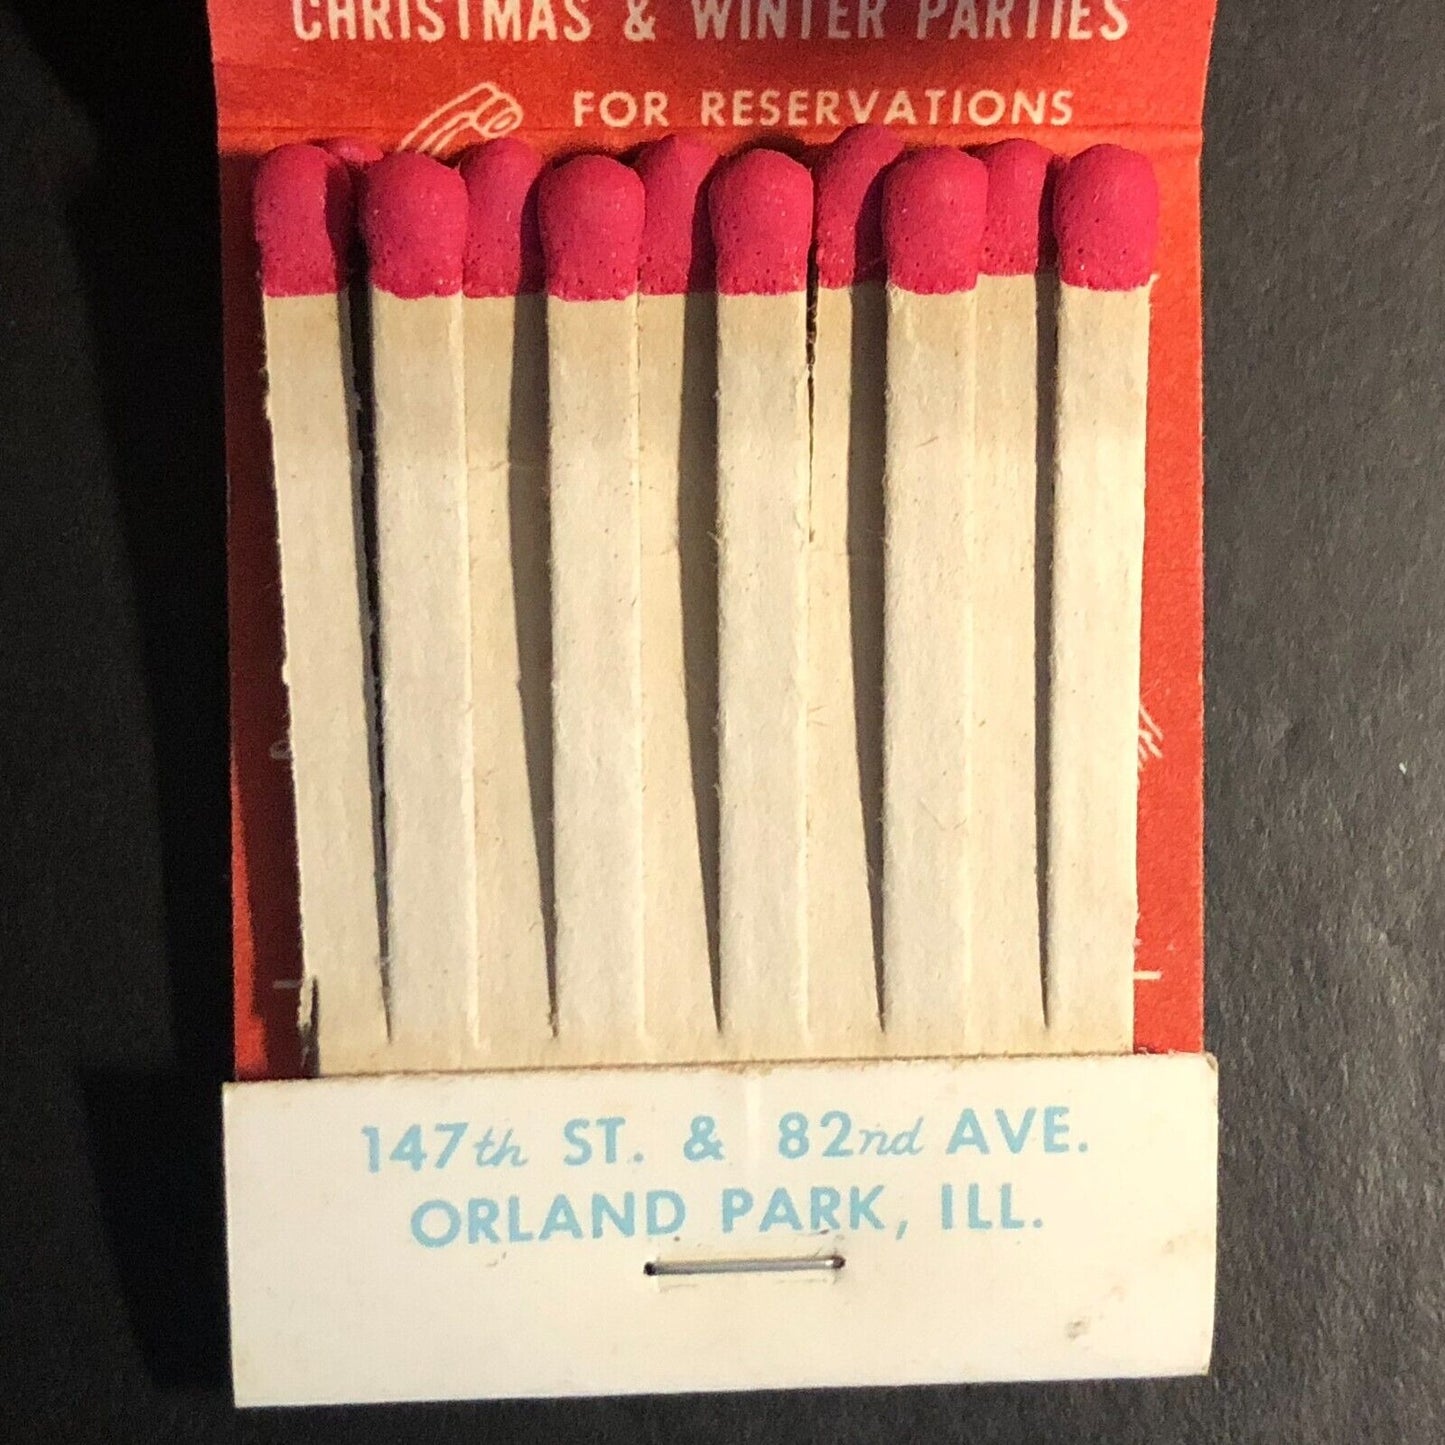 CHRISTMAS & WINTER PARTIES
FOR RESERVATIONS
147th ST. & 82nd AVE.
ORLAND PARK, ILL.